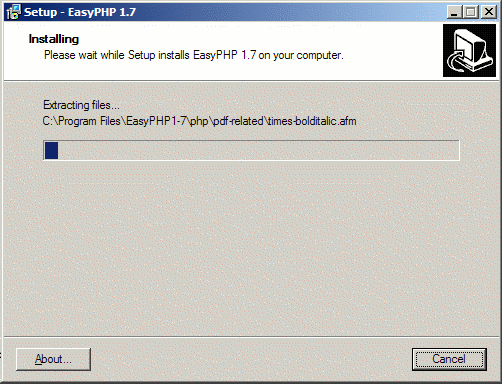 Setup - EasyPHP 1.7
Installing
Please wait while Setup installs EasyPHP 1.7 on your computer.
Extracting files...
C:\Program Files\EasyPHP1-7\php\pdf-related\times-bolditalic.afm
About...
Cancel